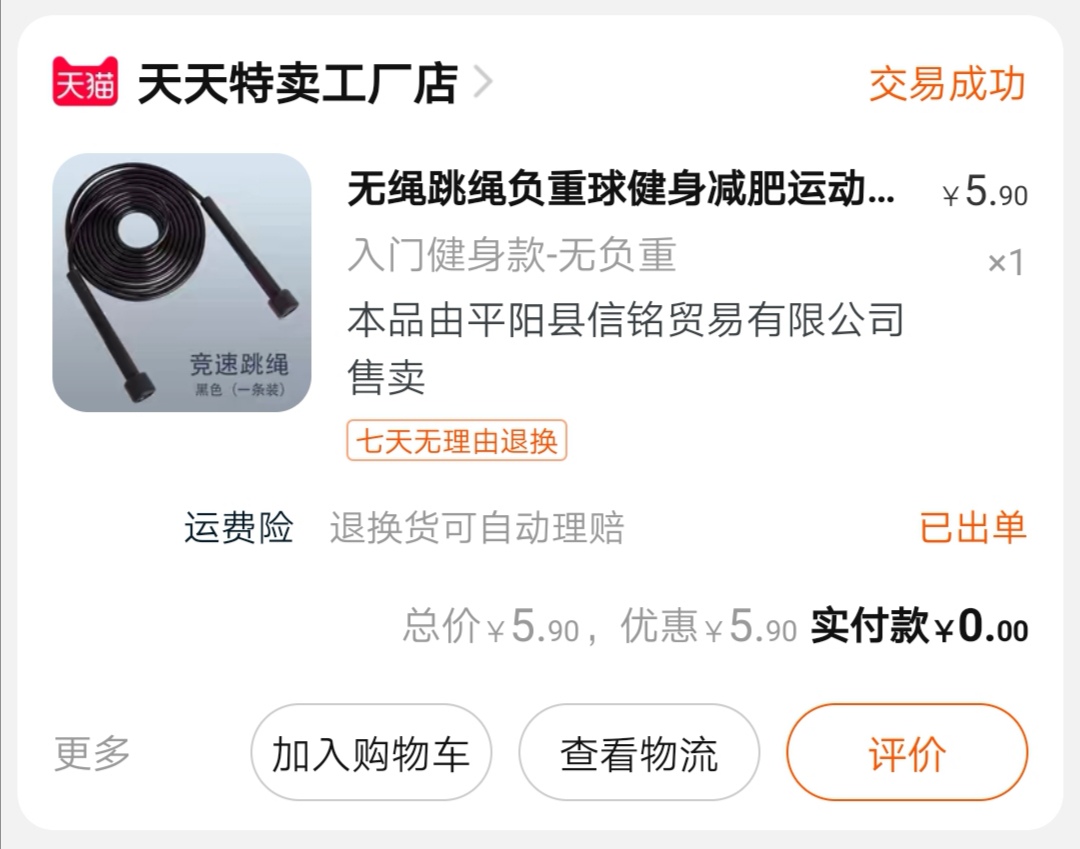 天猫 天天特卖工厂店 交易成功
无绳跳绳负重球健身减肥运动... ¥5.90
入门健身款-无负重 ×1
本品由平阳县信铭贸易有限公司
售卖
竞速跳绳
黑色（一条装）
七天无理由退换
运费险 退换货可自动理赔 已出单
总价¥5.90，优惠¥5.90 实付款¥0.00
更多 加入购物车 查看物流 评价